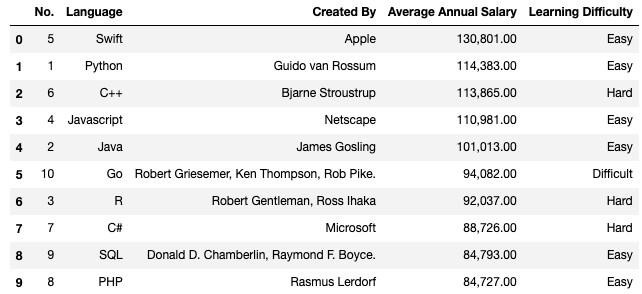 No. Language Created By Average Annual Salary Learning Difficulty
0 5 Swift Apple 130,801.00 Easy
1 1 Python Guido van Rossum 114,383.00 Easy
2 6 C++ Bjarne Stroustrup 113,865.00 Hard
3 4 Javascript Netscape 110,981.00 Easy
4 2 Java James Gosling 101,013.00 Easy
5 10 Go Robert Griesemer, Ken Thompson, Rob Pike. 94,082.00 Difficult
6 3 R Robert Gentleman, Ross Ihaka 92,037.00 Hard
7 7 C# Microsoft 88,726.00 Hard
8 9 SQL Donald D. Chamberlin, Raymond F. Boyce. 84,793.00 Easy
9 8 PHP Rasmus Lerdorf 84,727.00 Easy